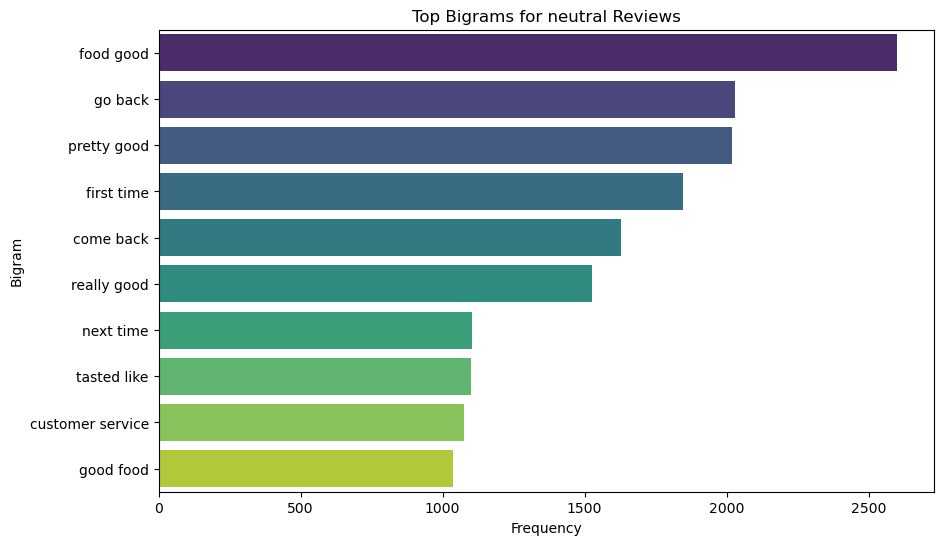 Top Bigrams for neutral Reviews
food good
go back
pretty good
first time
come back
really good
next time
tasted like
customer service
good food
Bigram
0 500 1000 1500 2000 2500
Frequency